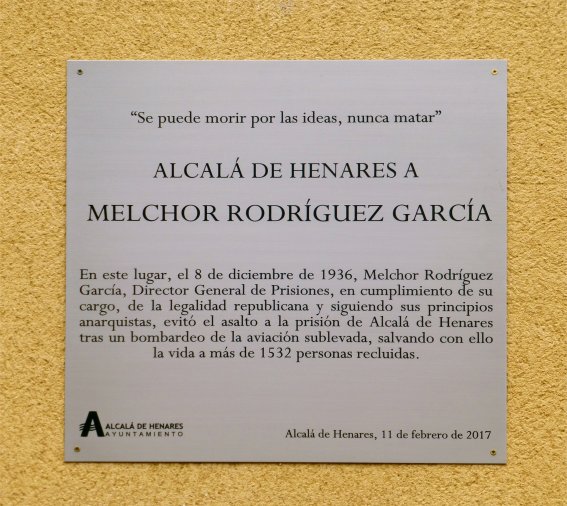 “Se puede morir por las ideas, nunca matar”
ALCALÁ DE HENARES A
MELCHOR RODRÍGUEZ GARCÍA
En este lugar, el 8 de diciembre de 1936, Melchor Rodríguez
García, Director General de Prisiones, en cumplimiento de su
cargo, de la legalidad republicana y siguiendo sus principios
anarquistas, evitó el asalto a la prisión de Alcalá de Henares
tras un bombardeo de la aviación sublevada, salvando con ello
la vida a más de 1532 personas recluidas.
ALCALÁ DE HENARES
AYUNTAMIENTO
Alcalá de Henares, 11 de febrero de 2017